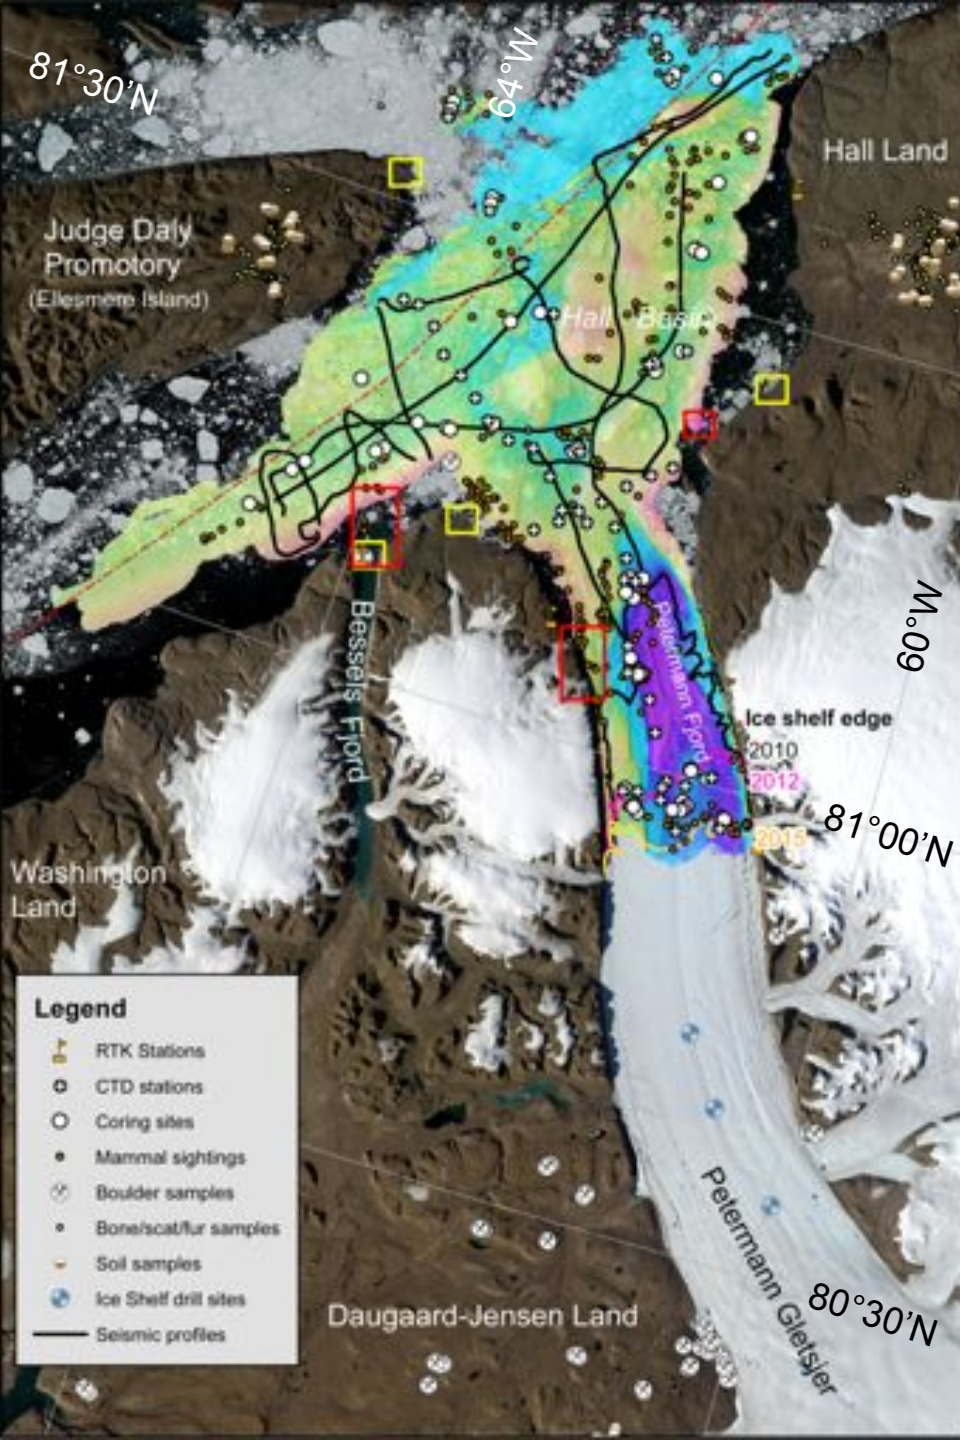 81°30'N
64°W
Hall Land
Judge Daly
Promotory
(Ellesmere Island)
Hall Basin
Petermann Fjord
Bessels Fjord
60°W
Ice shelf edge
2010
2012
2015
81°00'N
Washington
Land
Legend
RTK Stations
CTD stations
Coring sites
Mammal sightings
Boulder samples
Bone/scat/fur samples
Soil samples
Ice Shelf drill sites
Seismic profiles
Petermann Gletsjer
80°30'N
Daugaard-Jensen Land